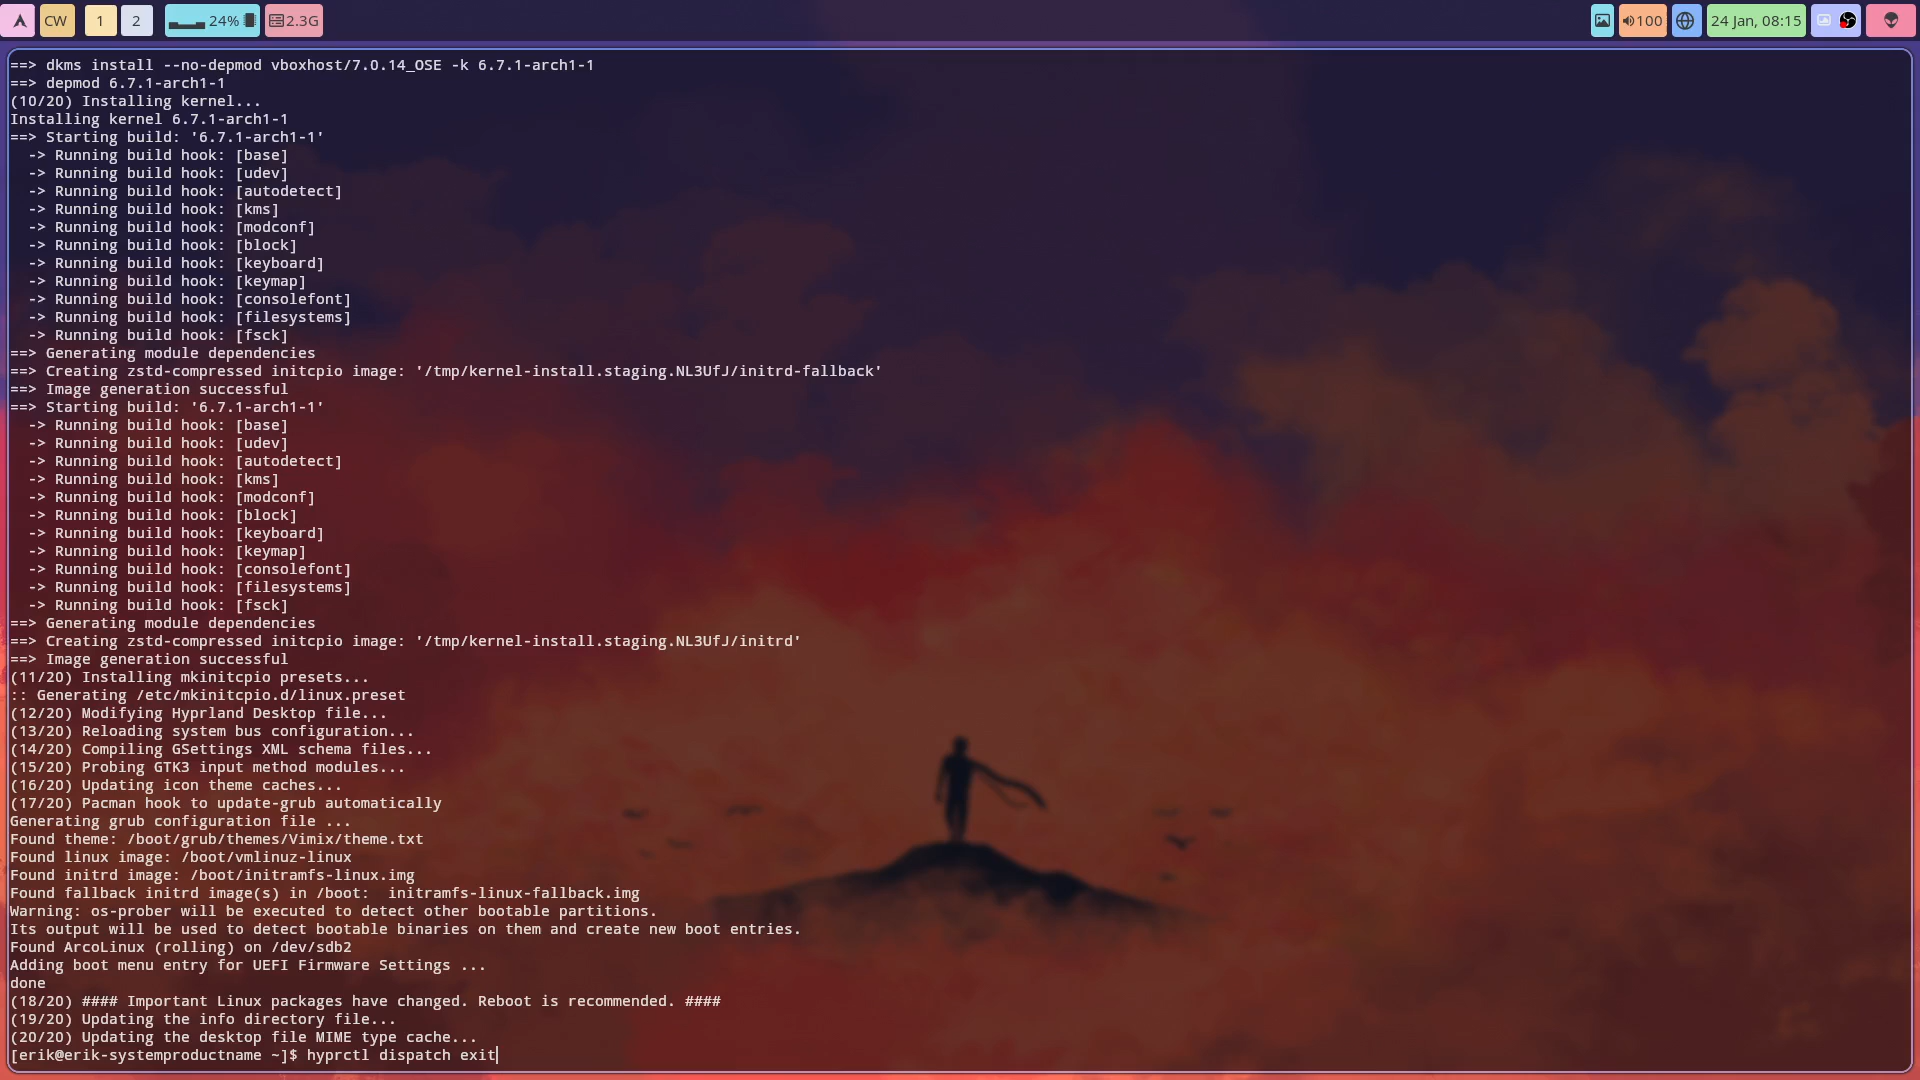 CW 1 2 24% 2.3G 100 24 Jan, 08:15
==> dkms install --no-depmod vboxhost/7.0.14_OSE -k 6.7.1-arch1-1
==> depmod 6.7.1-arch1-1
(10/20) Installing kernel...
Installing kernel 6.7.1-arch1-1
==> Starting build: '6.7.1-arch1-1'
  -> Running build hook: [base]
  -> Running build hook: [udev]
  -> Running build hook: [autodetect]
  -> Running build hook: [kms]
  -> Running build hook: [modconf]
  -> Running build hook: [block]
  -> Running build hook: [keyboard]
  -> Running build hook: [keymap]
  -> Running build hook: [consolefont]
  -> Running build hook: [filesystems]
  -> Running build hook: [fsck]
==> Generating module dependencies
==> Creating zstd-compressed initcpio image: '/tmp/kernel-install.staging.NL3UfJ/initrd-fallback'
==> Image generation successful
==> Starting build: '6.7.1-arch1-1'
  -> Running build hook: [base]
  -> Running build hook: [udev]
  -> Running build hook: [autodetect]
  -> Running build hook: [kms]
  -> Running build hook: [modconf]
  -> Running build hook: [block]
  -> Running build hook: [keyboard]
  -> Running build hook: [keymap]
  -> Running build hook: [consolefont]
  -> Running build hook: [filesystems]
  -> Running build hook: [fsck]
==> Generating module dependencies
==> Creating zstd-compressed initcpio image: '/tmp/kernel-install.staging.NL3UfJ/initrd'
==> Image generation successful
(11/20) Installing mkinitcpio presets...
:: Generating /etc/mkinitcpio.d/linux.preset
(12/20) Modifying Hyprland Desktop file...
(13/20) Reloading system bus configuration...
(14/20) Compiling GSettings XML schema files...
(15/20) Probing GTK3 input method modules...
(16/20) Updating icon theme caches...
(17/20) Pacman hook to update-grub automatically
Generating grub configuration file ...
Found theme: /boot/grub/themes/Vimix/theme.txt
Found linux image: /boot/vmlinuz-linux
Found initrd image: /boot/initramfs-linux.img
Found fallback initrd image(s) in /boot:  initramfs-linux-fallback.img
Warning: os-prober will be executed to detect other bootable partitions.
Its output will be used to detect bootable binaries on them and create new boot entries.
Found ArcoLinux (rolling) on /dev/sdb2
Adding boot menu entry for UEFI Firmware Settings ...
done
(18/20) #### Important Linux packages have changed. Reboot is recommended. ####
(19/20) Updating the info directory file...
(20/20) Updating the desktop file MIME type cache...
[erik@erik-systemproductname ~]$ hyprctl dispatch exit